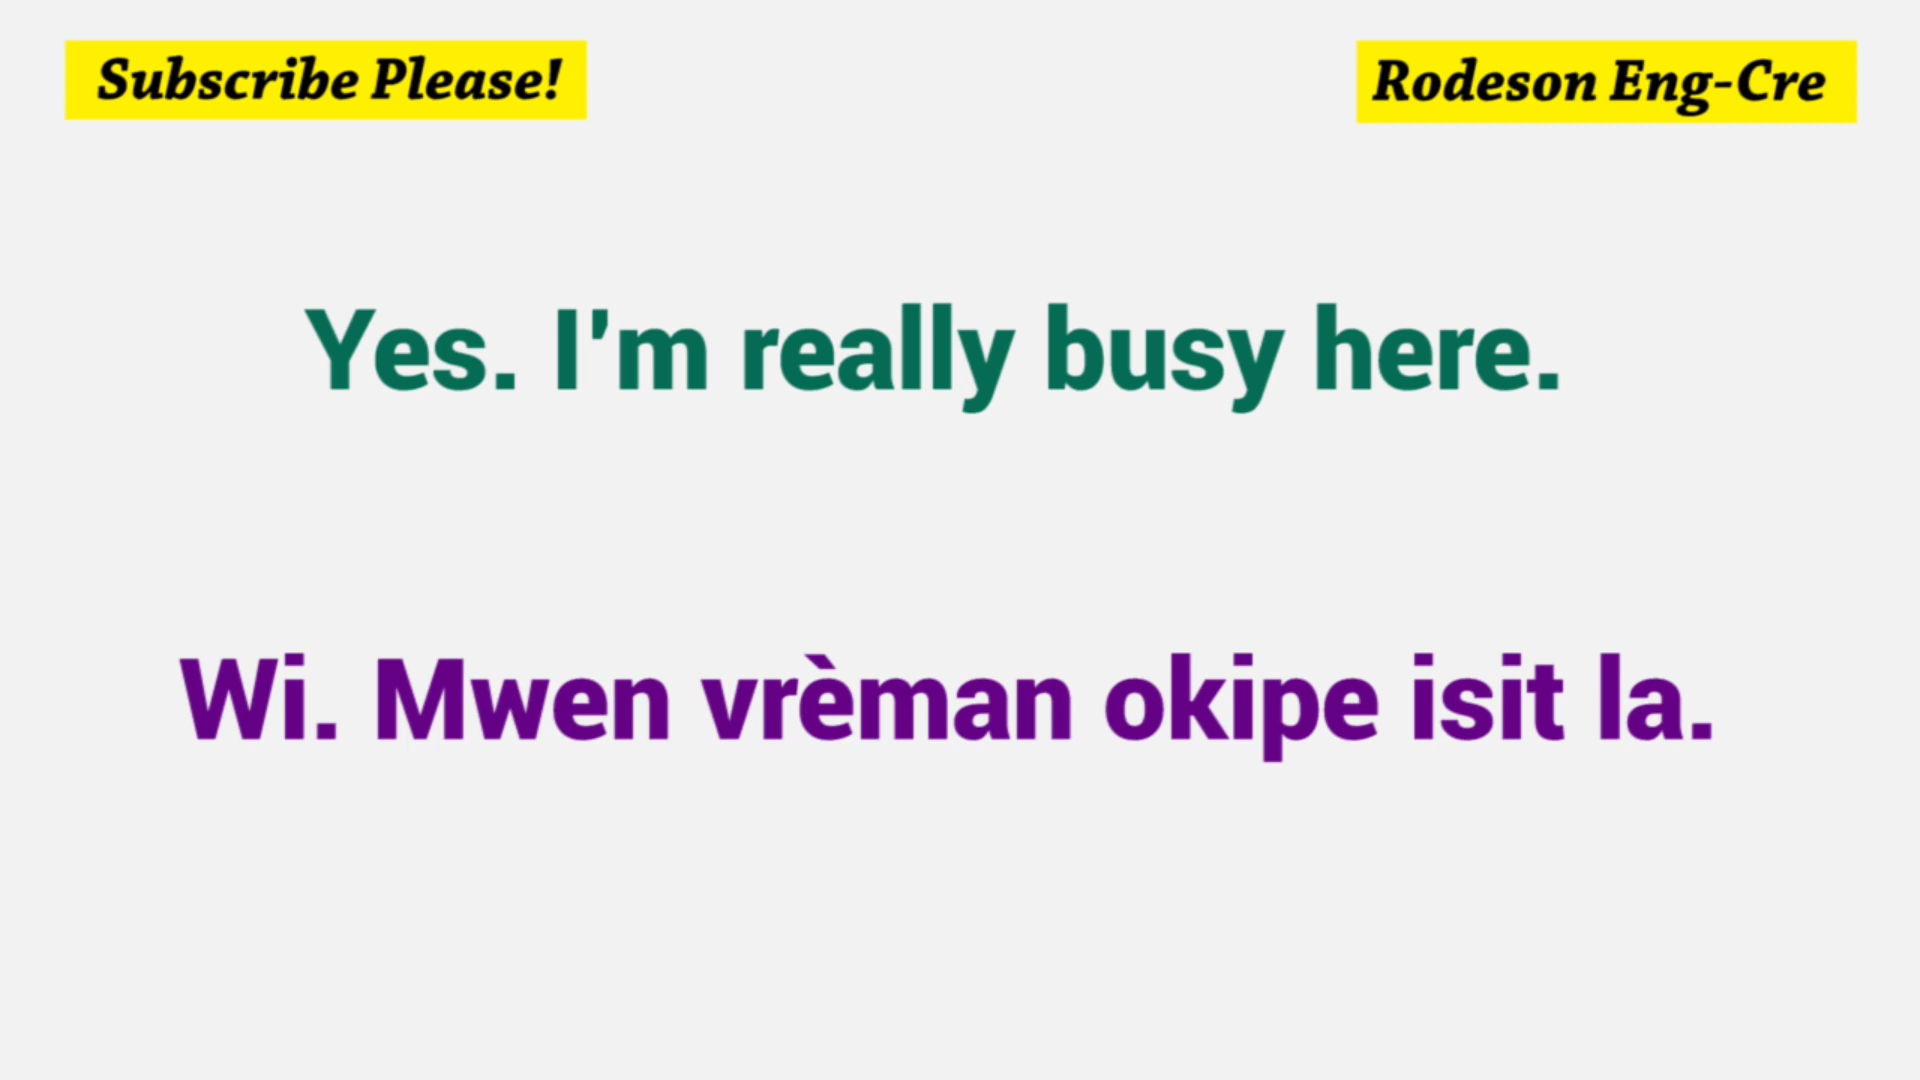 Subscribe Please!
Rodeson Eng-Cre
Yes. I'm really busy here.
Wi. Mwen vrèman okipe isit la.